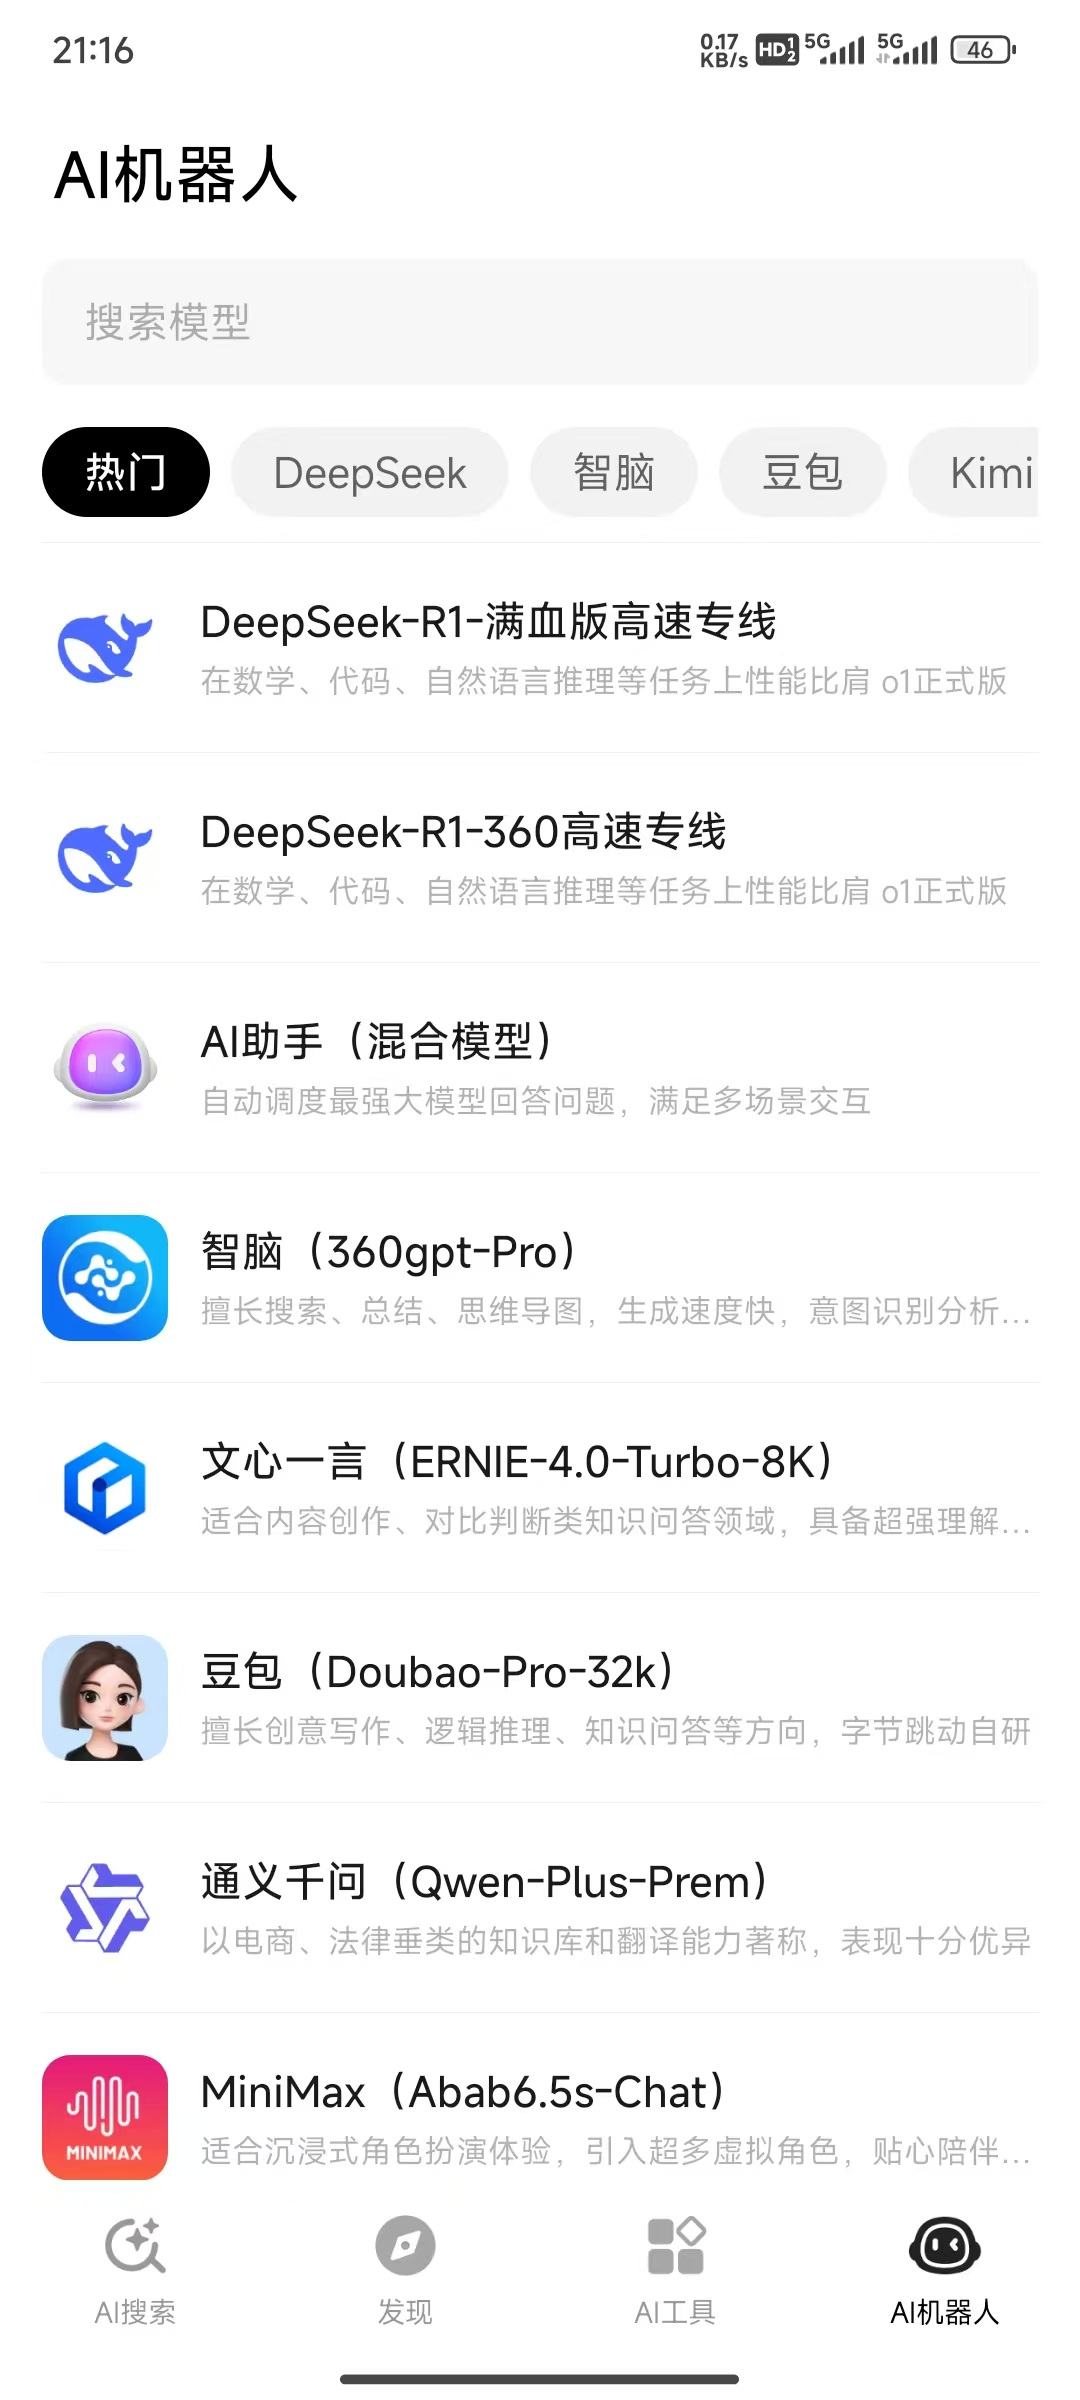 21:16
0.17 KB/s HD 1 2 5G 5G 46
AI机器人
搜索模型
热门 DeepSeek 智脑 豆包 Kimi
DeepSeek-R1-满血版高速专线
在数学、代码、自然语言推理等任务上性能比肩 o1正式版
DeepSeek-R1-360高速专线
在数学、代码、自然语言推理等任务上性能比肩 o1正式版
AI助手（混合模型）
自动调度最强大模型回答问题，满足多场景交互
智脑（360gpt-Pro）
擅长搜索、总结、思维导图，生成速度快，意图识别分析...
文心一言（ERNIE-4.0-Turbo-8K）
适合内容创作、对比判断类知识问答领域，具备超强理解...
豆包（Doubao-Pro-32k）
擅长创意写作、逻辑推理、知识问答等方向，字节跳动自研
通义千问（Qwen-Plus-Prem）
以电商、法律垂类的知识库和翻译能力著称，表现十分优异
MiniMax（Abab6.5s-Chat）
MINIMAX
适合沉浸式角色扮演体验，引入超多虚拟角色，贴心陪伴...
AI搜索 发现 AI工具 AI机器人